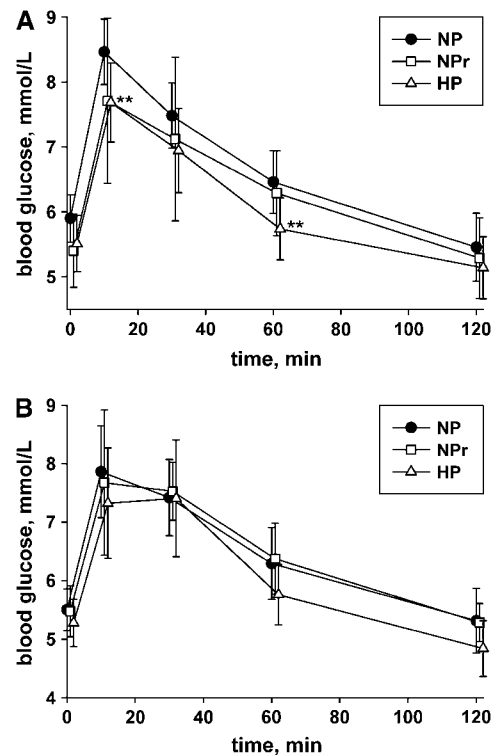 A
9
8
7
6
5
blood glucose, mmol/L
NP
NPr
HP
**
**
0 20 40 60 80 100 120
time, min
B
9
8
7
6
5
4
blood glucose, mmol/L
NP
NPr
HP
0 20 40 60 80 100 120
time, min